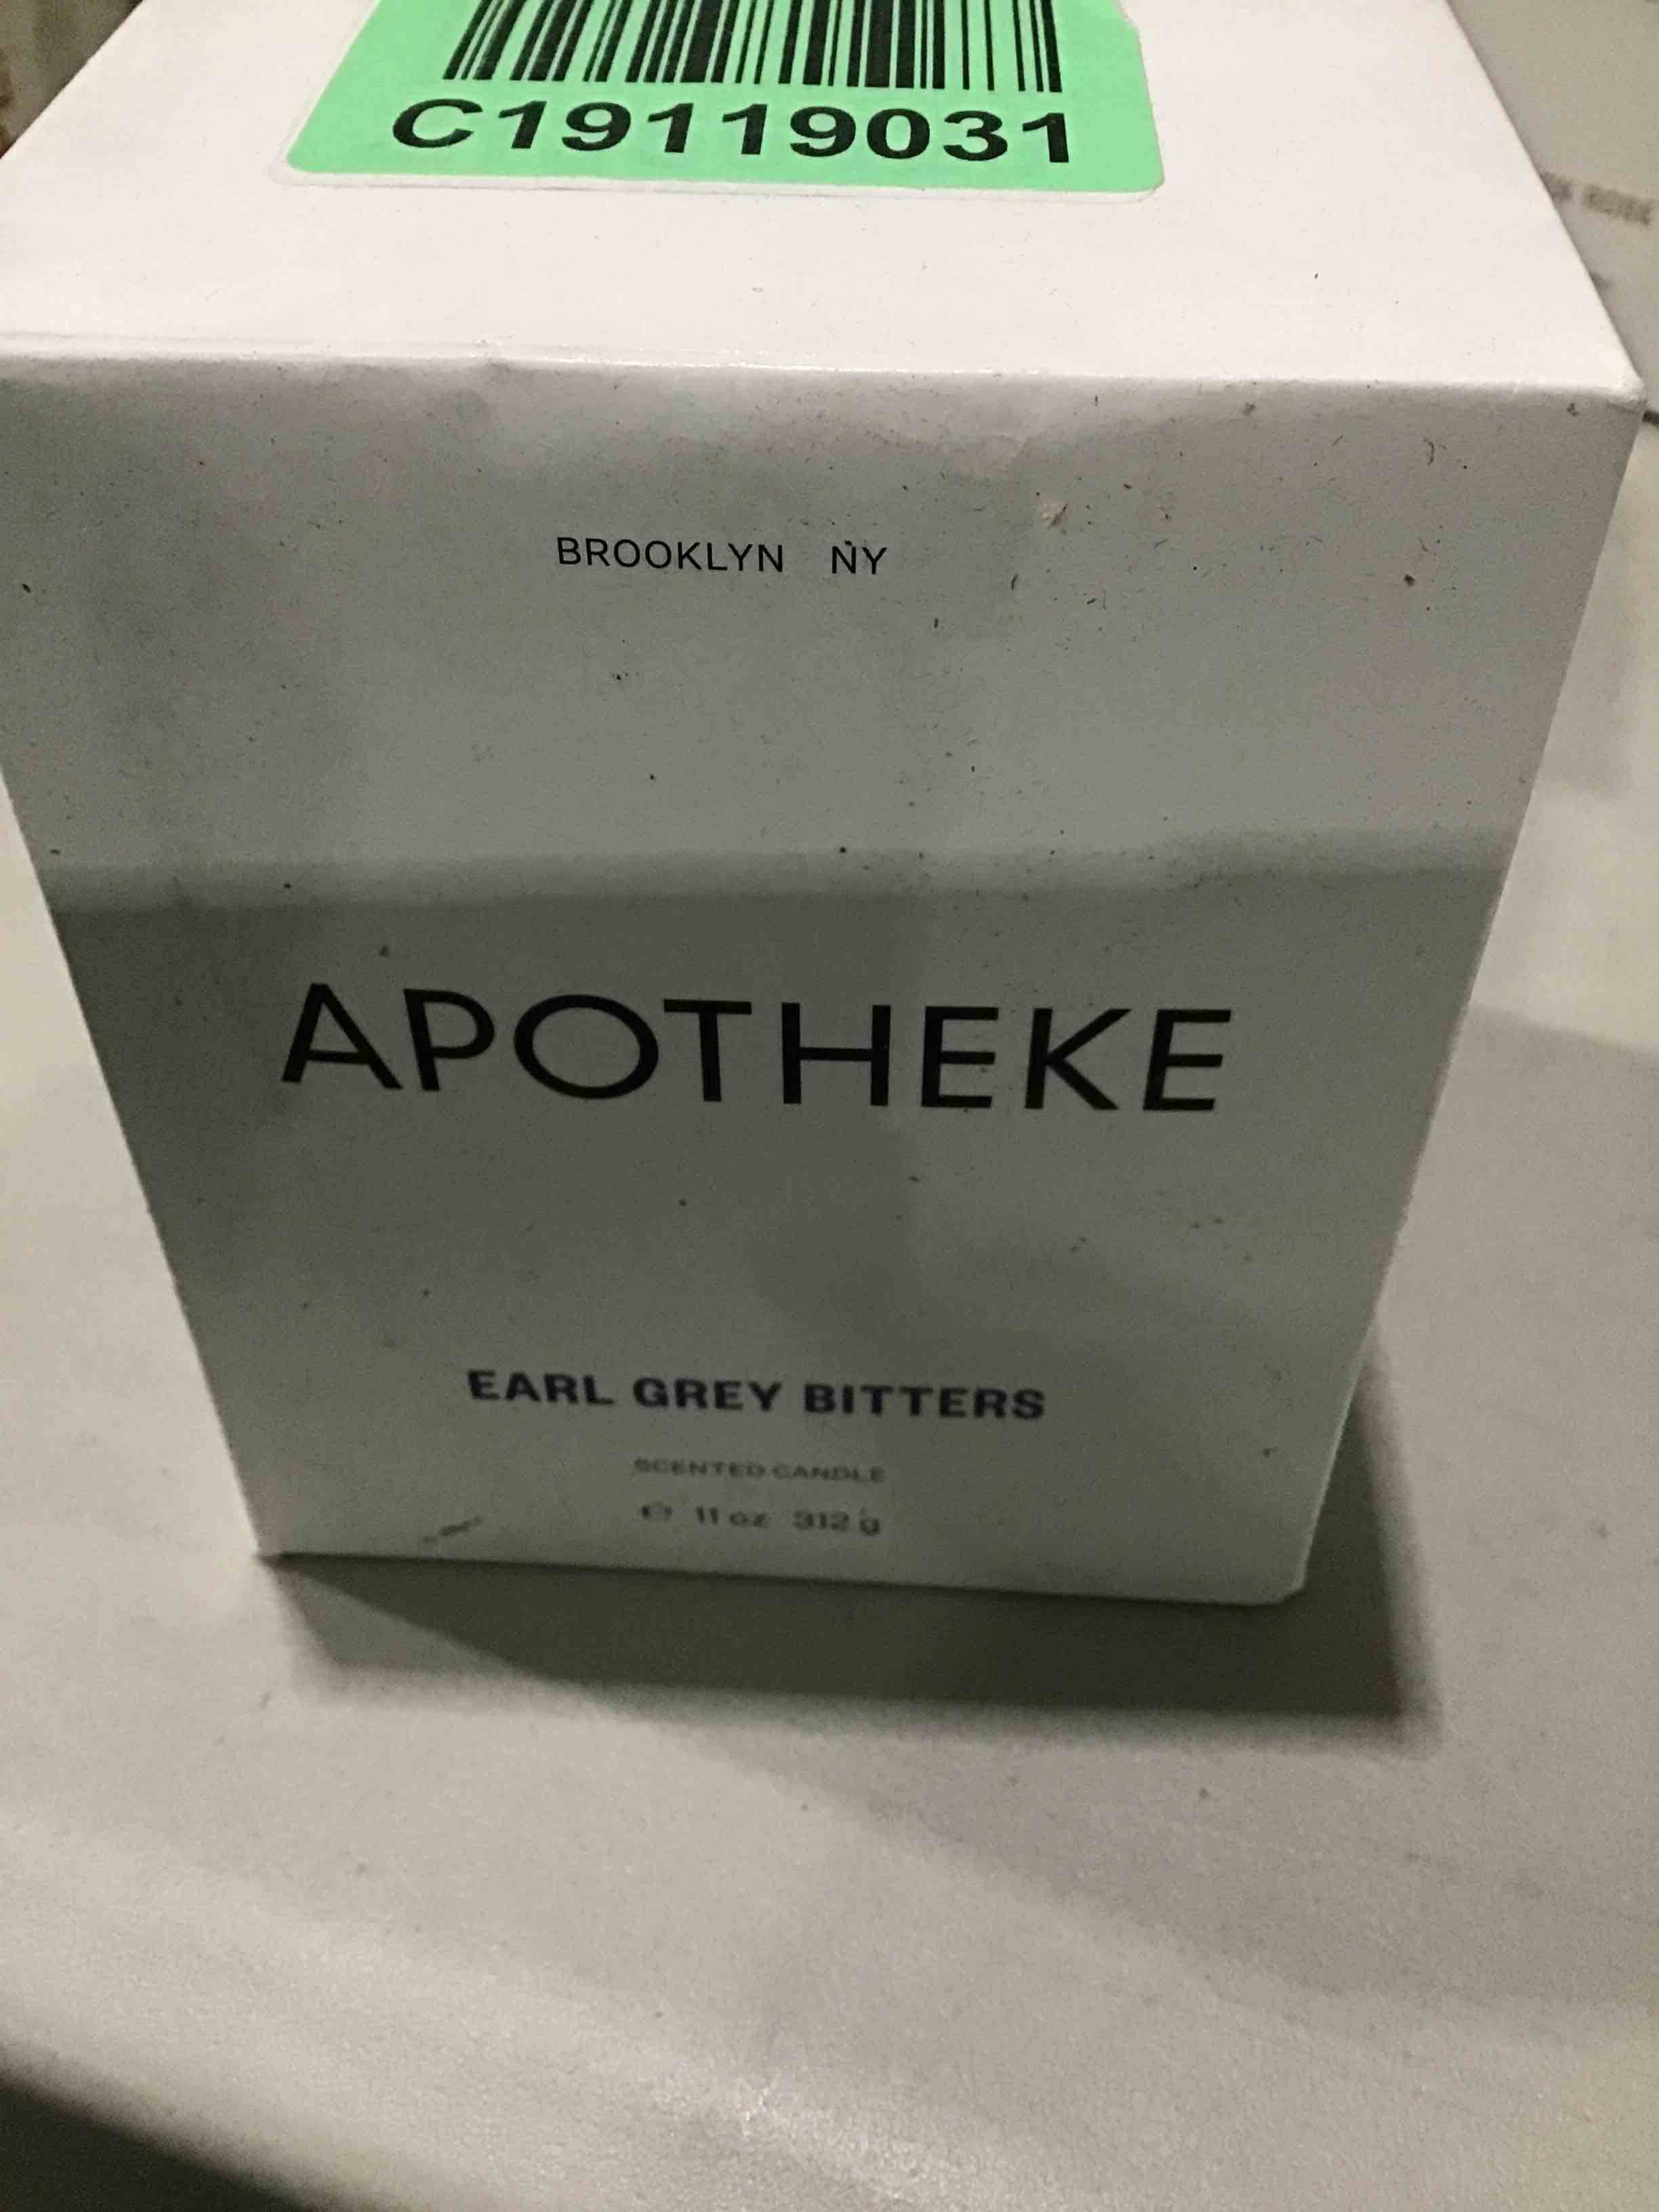 C19119031
BROOKLYN NY
APOTHEKE
EARL GREY BITTERS
SCENTED CANDLE
℮ 11 oz 312 g